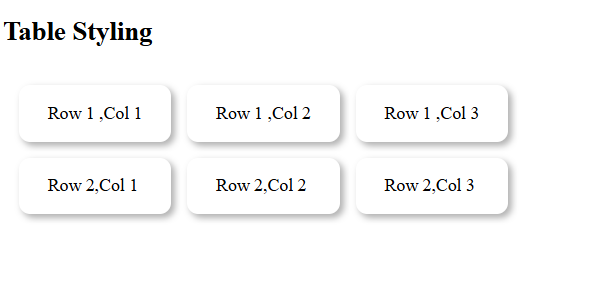 Table Styling
Row 1 ,Col 1 Row 1 ,Col 2 Row 1 ,Col 3
Row 2,Col 1 Row 2,Col 2 Row 2,Col 3